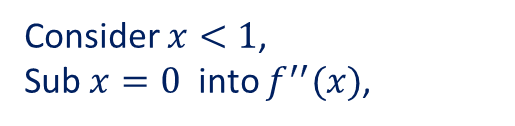 Consider x < 1,
Sub x = 0 into f''(x),